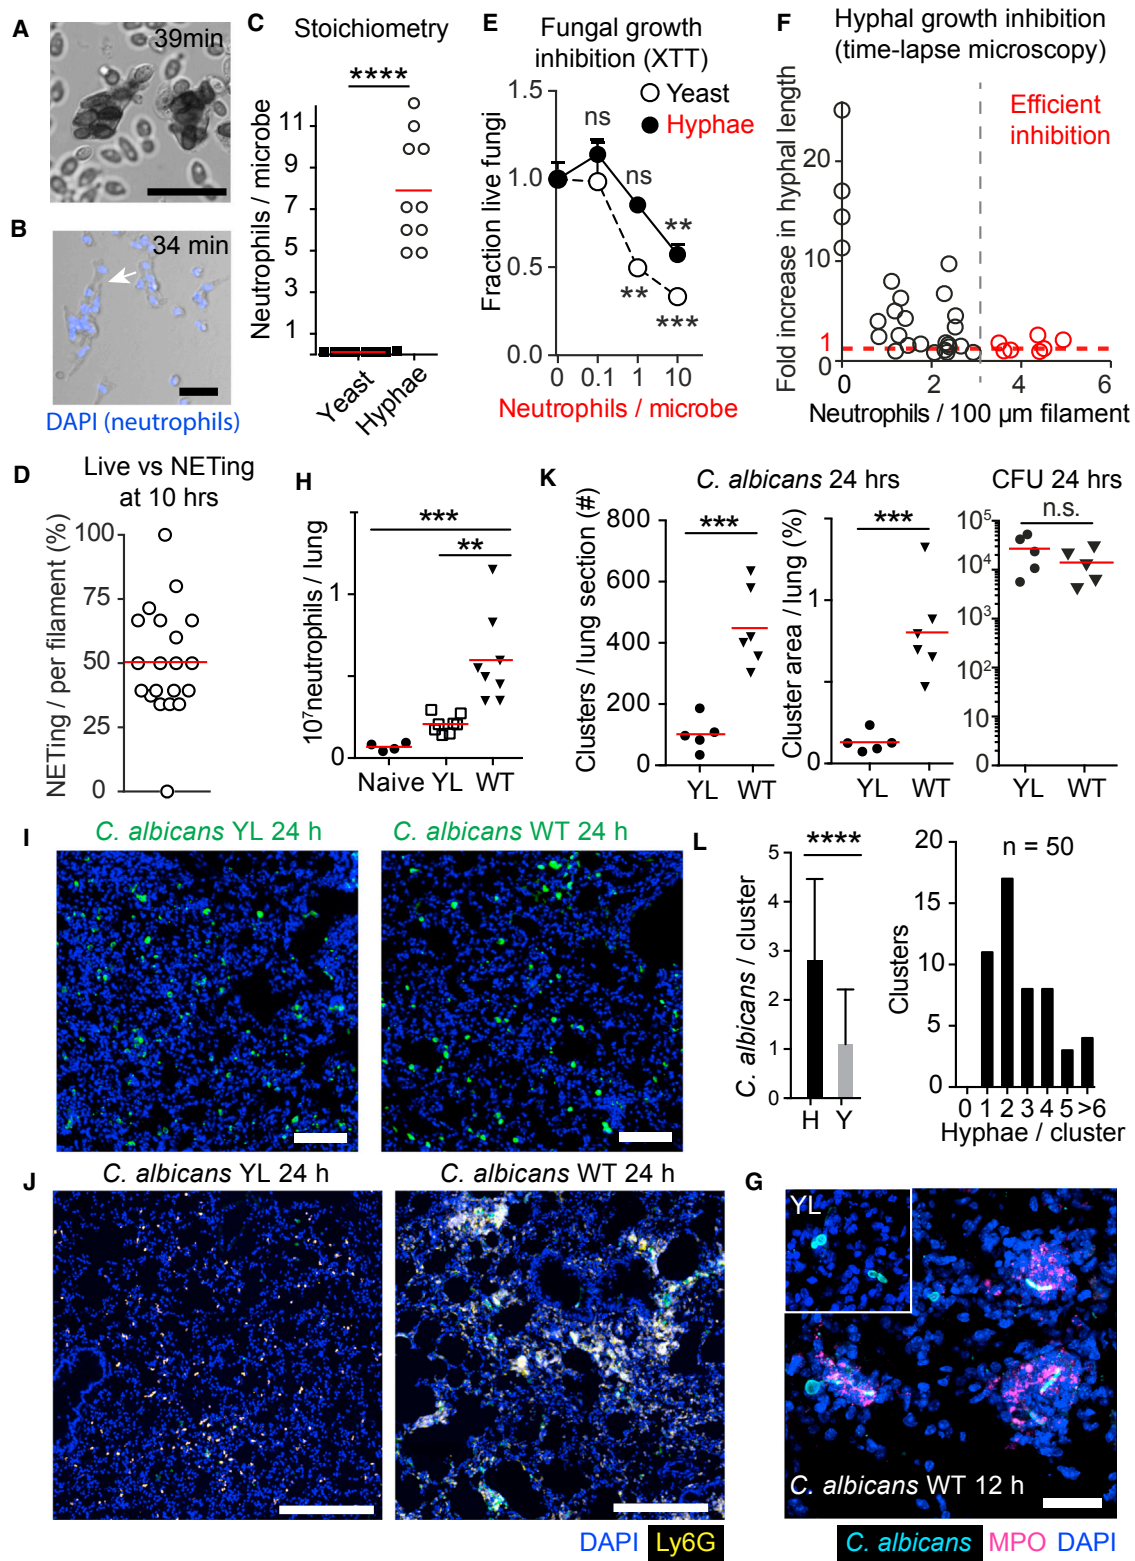 A
39min
B
34 min
DAPI (neutrophils)
C
Stoichiometry
****
Neutrophils / microbe
11
9
7
5
3
1
Yeast
Hyphae
E
Fungal growth
inhibition (XTT)
Yeast
Hyphae
Fraction live fungi
1.5
1.0
0.5
0.0
ns
ns
**
**
***
0 0.1 1 10
Neutrophils / microbe
F
Hyphal growth inhibition
(time-lapse microscopy)
Efficient
inhibition
Fold increase in hyphal length
20
10
1
0
0 2 4 6
Neutrophils / 100 µm filament
D
Live vs NETing
at 10 hrs
NETing / per filament (%)
100
75
50
25
0
H
***
**
10⁷neutrophils / lung
1
0
Naive YL WT
K
C. albicans 24 hrs
CFU 24 hrs
Clusters / lung section (#)
800
600
400
200
0
***
YL WT
Cluster area / lung (%)
1
0
***
YL WT
n.s.
10⁵
10⁴
10³
10²
10¹
0
YL WT
I
C. albicans YL 24 h
C. albicans WT 24 h
L
****
C. albicans / cluster
5
4
3
2
1
0
H Y
n = 50
Clusters
20
15
10
5
0
0 1 2 3 4 5 >6
Hyphae / cluster
J
C. albicans YL 24 h
C. albicans WT 24 h
DAPI Ly6G
G
YL
C. albicans WT 12 h
C. albicans MPO DAPI